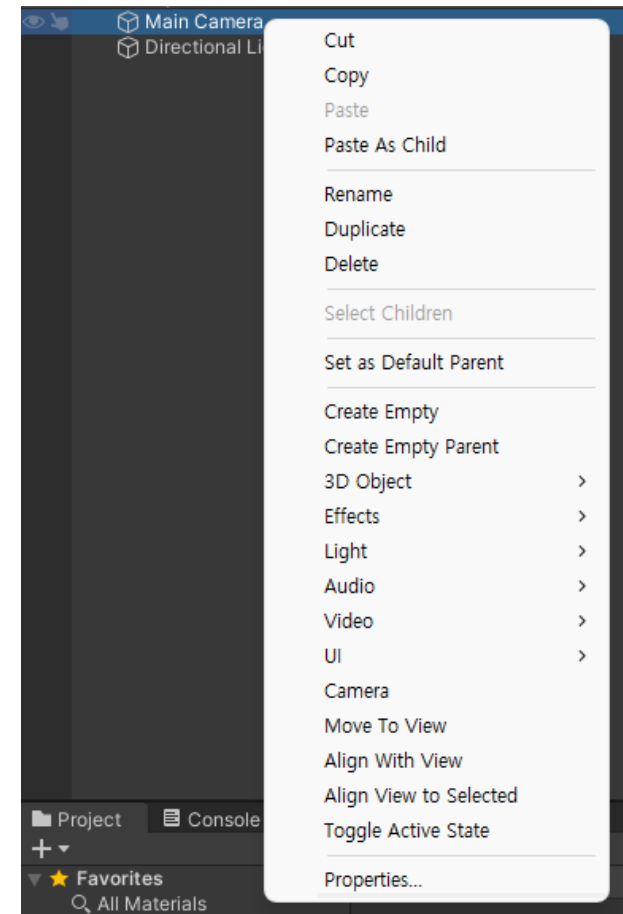 Main Camera
Directional Li
Cut
Copy
Paste
Paste As Child
Rename
Duplicate
Delete
Select Children
Set as Default Parent
Create Empty
Create Empty Parent
3D Object
Effects
Light
Audio
Video
UI
Camera
Move To View
Align With View
Align View to Selected
Toggle Active State
Properties...
Project
Console
Favorites
All Materials